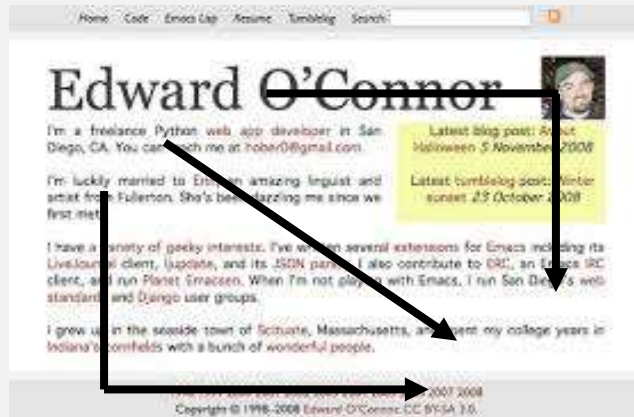 Home Code Emacs Lisp Resume Tumblelog Search:
Edward O'Connor
I'm a freelance Python web app developer in San
Diego, CA. You can reach me at hober0@gmail.com.
Latest blog post: About
Halloween 5 November 2008
I'm luckily married to an amazing linguist and
artist from Fullerton. She's been dazzling me since we
first met.
Latest tumblelog post: Winter
sunset 23 October 2008
I have a variety of geeky interests. I've written several extensions for Emacs including its
LiveJournal client, ljupdate, and its JSON parser. I also contribute to ERC, an Emacs IRC
client, and run Planet Emacsen. When I'm not playing with Emacs, I run San Diego's web
standards and Django user groups.
I grew up in the seaside town of Scituate, Massachusetts, and spent my college years in
Indiana's cornfields with a bunch of wonderful people.
2007 2008
Copyright © 1998-2008 Edward O'Connor. CC BY-SA 3.0.